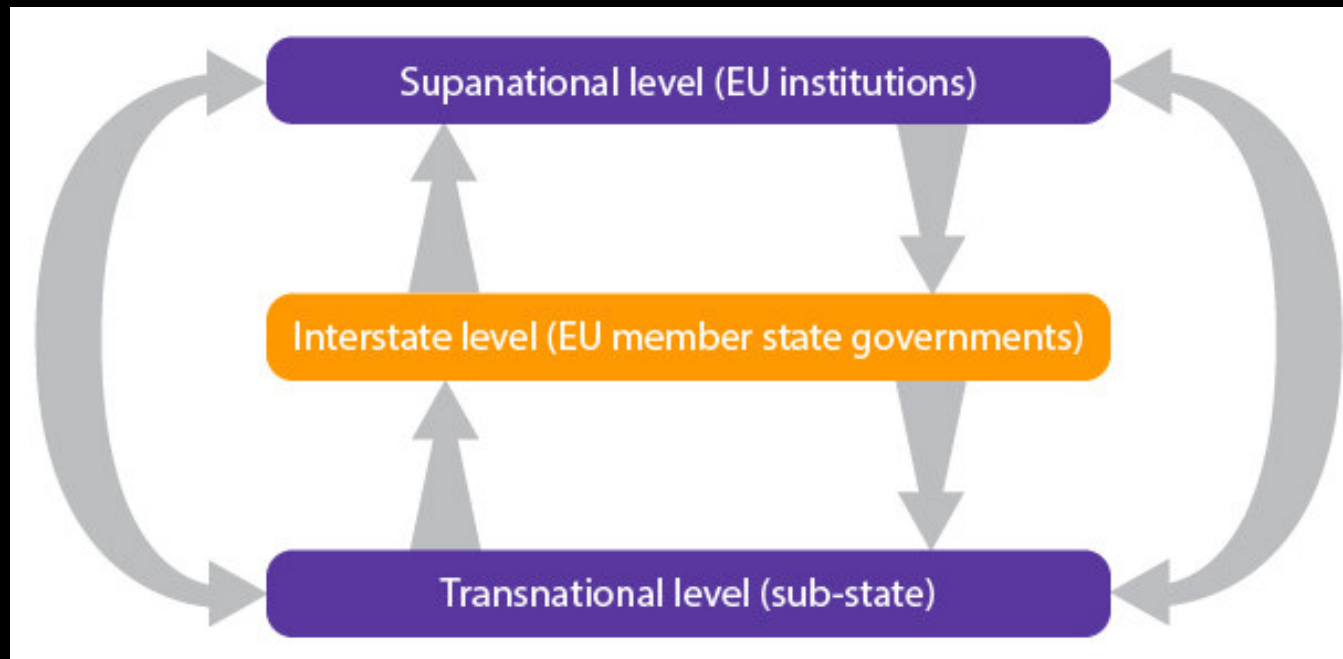 Supanational level (EU institutions)
Interstate level (EU member state governments)
Transnational level (sub-state)